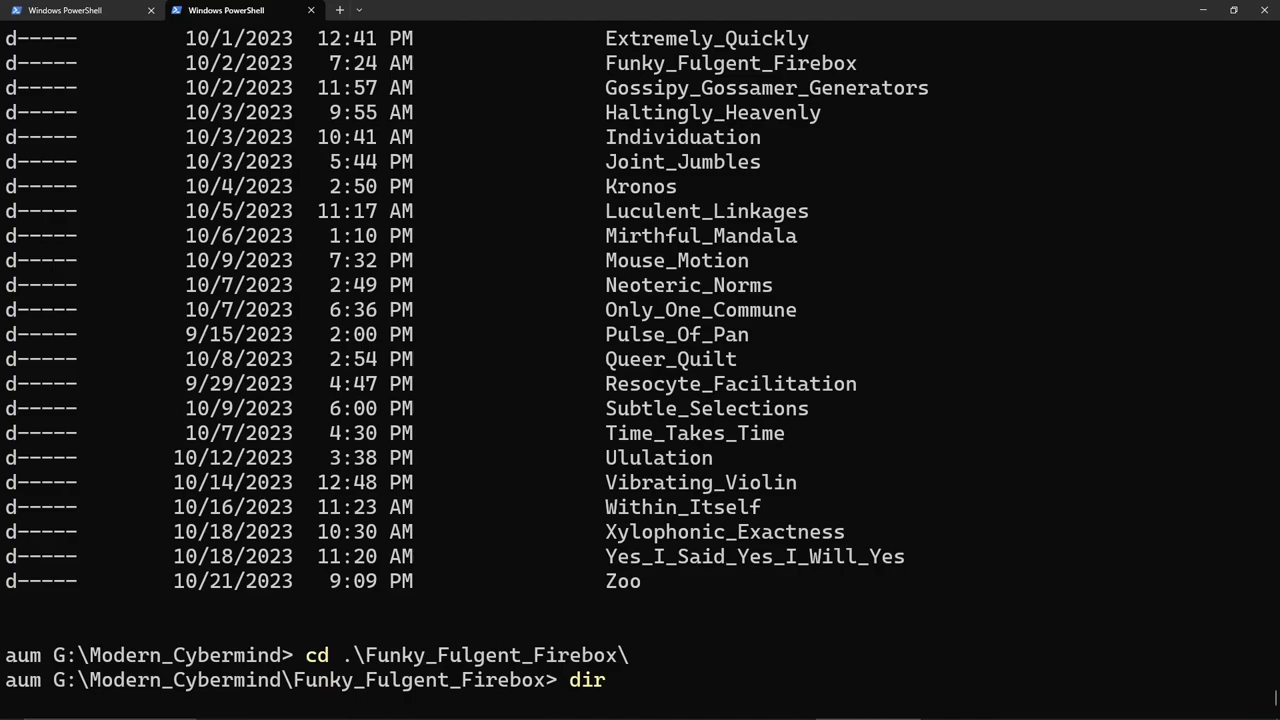 Windows PowerShell
Windows PowerShell
d----- 10/1/2023 12:41 PM Extremely_Quickly
d----- 10/2/2023 7:24 AM Funky_Fulgent_Firebox
d----- 10/2/2023 11:57 AM Gossipy_Gossamer_Generators
d----- 10/3/2023 9:55 AM Haltingly_Heavenly
d----- 10/3/2023 10:41 AM Individuation
d----- 10/3/2023 5:44 PM Joint_Jumbles
d----- 10/4/2023 2:50 PM Kronos
d----- 10/5/2023 11:17 AM Luculent_Linkages
d----- 10/6/2023 1:10 PM Mirthful_Mandala
d----- 10/9/2023 7:32 PM Mouse_Motion
d----- 10/7/2023 2:49 PM Neoteric_Norms
d----- 10/7/2023 6:36 PM Only_One_Commune
d----- 9/15/2023 2:00 PM Pulse_Of_Pan
d----- 10/8/2023 2:54 PM Queer_Quilt
d----- 9/29/2023 4:47 PM Resocyte_Facilitation
d----- 10/9/2023 6:00 PM Subtle_Selections
d----- 10/7/2023 4:30 PM Time_Takes_Time
d----- 10/12/2023 3:38 PM Ululation
d----- 10/14/2023 12:48 PM Vibrating_Violin
d----- 10/16/2023 11:23 AM Within_Itself
d----- 10/18/2023 10:30 AM Xylophonic_Exactness
d----- 10/18/2023 11:20 AM Yes_I_Said_Yes_I_Will_Yes
d----- 10/21/2023 9:09 PM Zoo
aum G:\Modern_Cybermind> cd .\Funky_Fulgent_Firebox\
aum G:\Modern_Cybermind\Funky_Fulgent_Firebox> dir